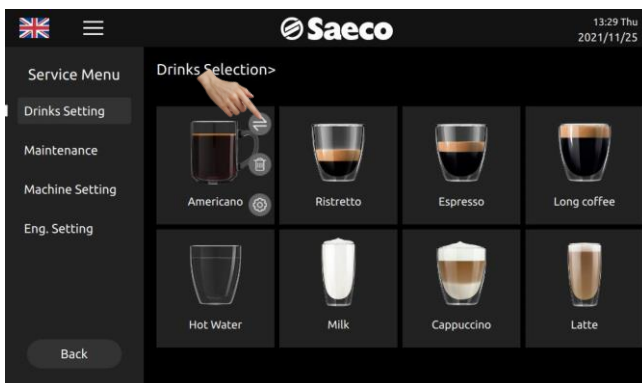 Saeco
13:29 Thu
2021/11/25
Service Menu
Drinks Selection>
Drinks Setting
Maintenance
Machine Setting
Eng. Setting
Americano
Ristretto
Espresso
Long coffee
Hot Water
Milk
Cappuccino
Latte
Back